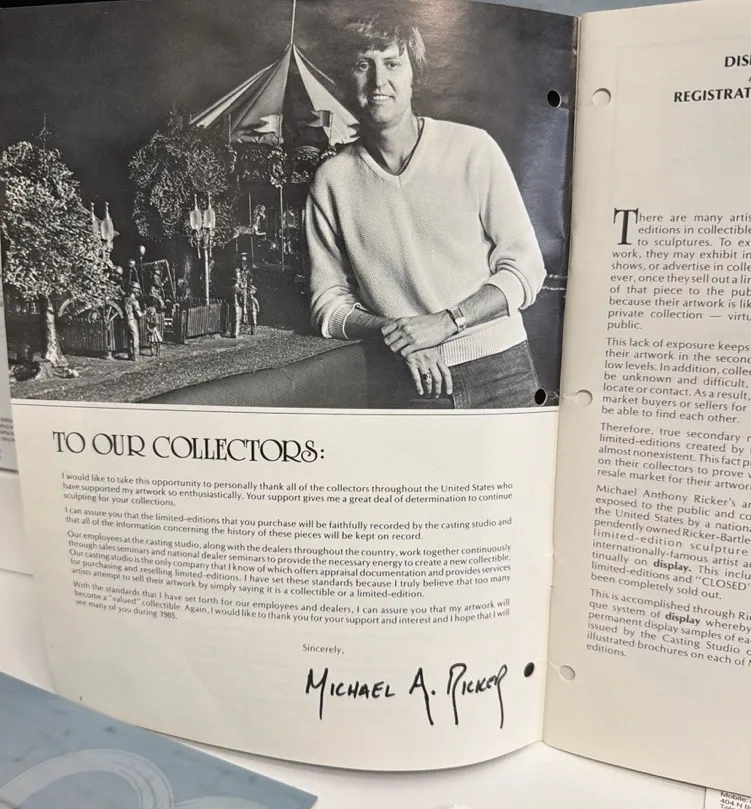 TO OUR COLLECTORS:
I would like to take this opportunity to personally thank all of the collectors throughout the United States who
have supported my artwork so enthusiastically. Your support gives me a great deal of determination to continue
sculpting for your collections.
I can assure you that the limited-editions that you purchase will be faithfully recorded by the casting studio and
that all of the information concerning the history of these pieces will be kept on record.
Our employees at the casting studio, along with the dealers throughout the country, work together continuously
through sales seminars and national dealer seminars to provide the necessary energy to create a new collectible.
Our casting studio is the only company that I know of which offers appraisal documentation and provides services
for purchasing and reselling limited-editions. I have set these standards because I truly believe that too many
artists attempt to sell their artwork by simply saying it is a collectible or a limited-edition.
With the standards that I have set forth for our employees and dealers, I can assure you that my artwork will
become a "valued" collectible. Again, I would like to thank you for your support and interest and I hope that I will
see many of you during 1985.
Sincerely,
MICHAEL A. RICKER
DIS
REGISTRAT
There are many artis
editions in collectible
to sculptures. To ex
work, they may exhibit in
shows, or advertise in colle
ever, once they sell out a li
of that piece to the pub
because their artwork is lik
private collection — virtu
public.
This lack of exposure keeps
their artwork in the second
low levels. In addition, collec
be unknown and difficult,
locate or contact. As a result,
market buyers or sellers for
be able to find each other.
Therefore, true secondary m
limited-editions created by
almost nonexistent. This fact p
on their collectors to prove
resale market for their artwor
Michael Anthony Ricker's ar
exposed to the public and co
the United States by a nationa
pendently owned Ricker-Bartle
limited-edition sculpture
internationally-famous artist a
tinually on display. This inclu
limited-editions and "CLOSED"
been completely sold out.
This is accomplished through Ric
que system of display whereby
permanent display samples of ea
issued by the Casting Studio
illustrated brochures on each of
editions.